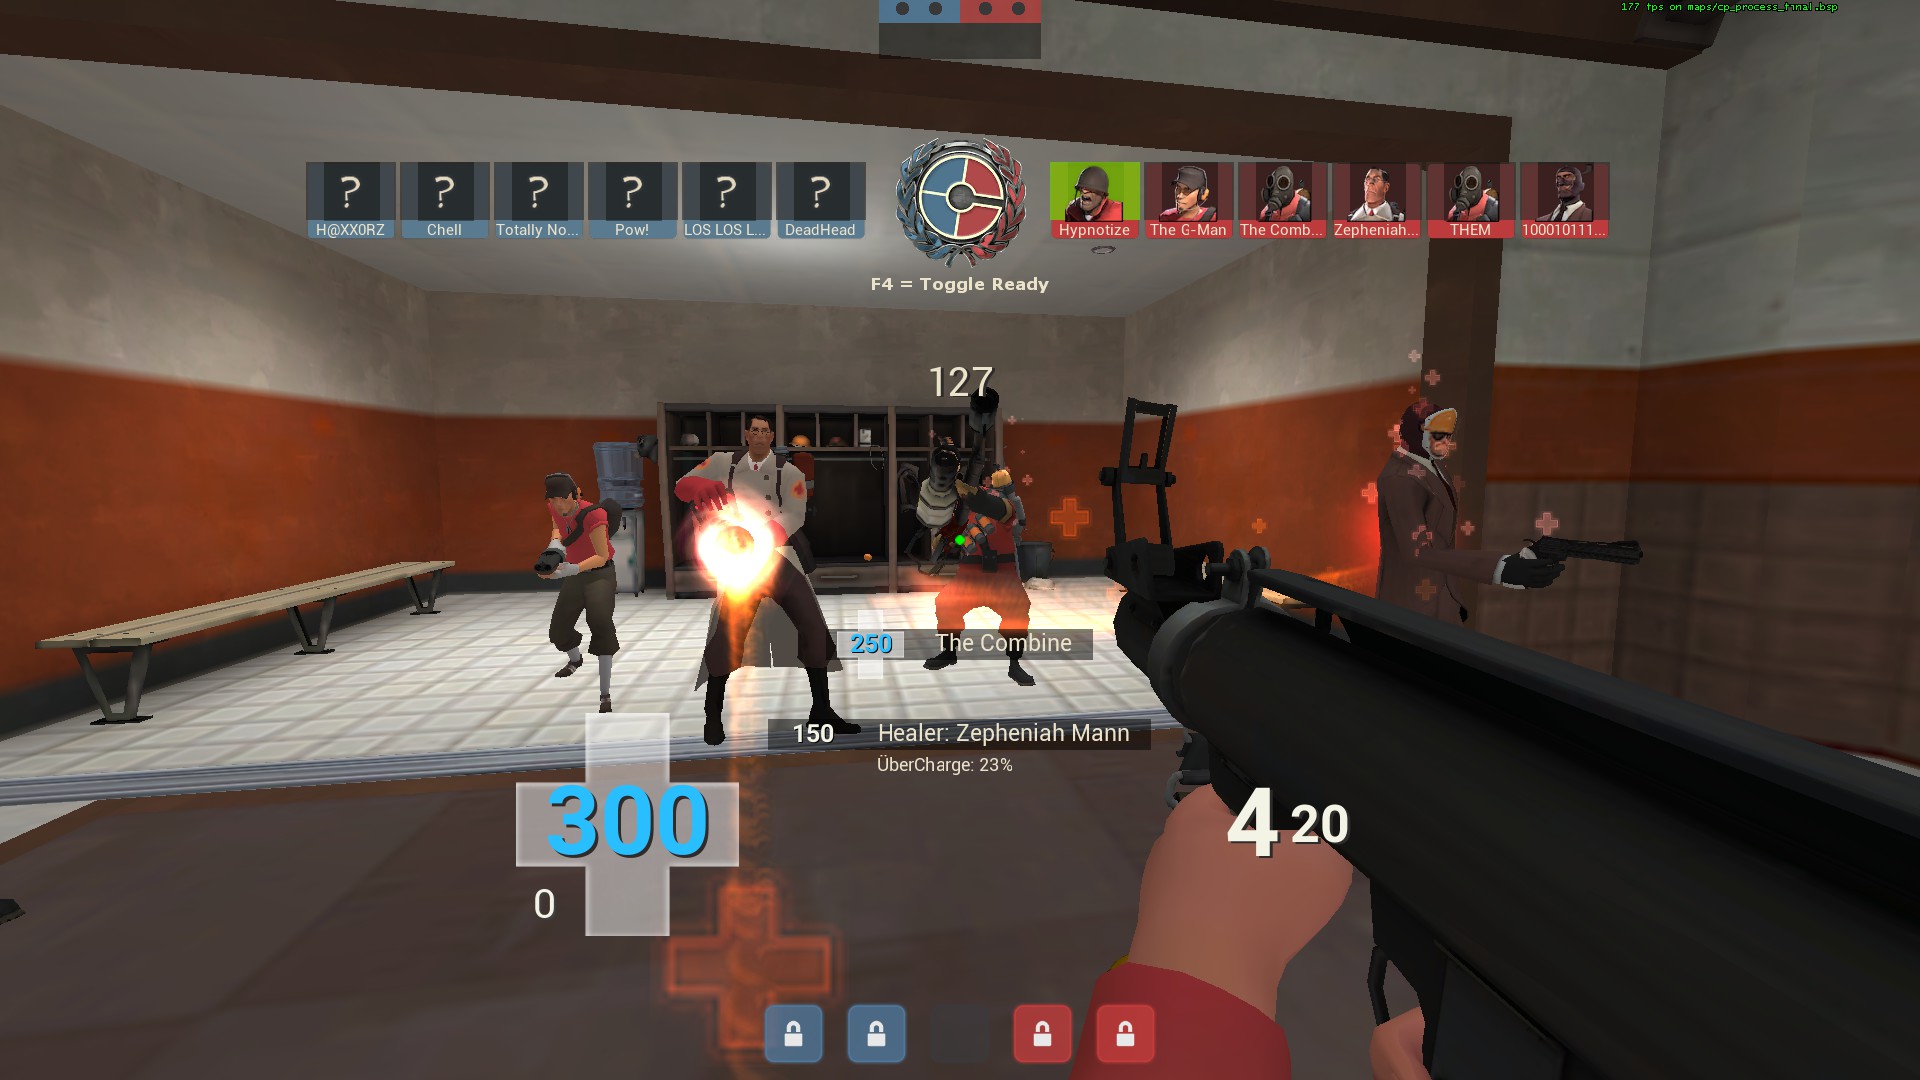 177 fps on maps/cp_process_final.bsp
? ? ? ? ? ?
H@XX0RZ Chell Totally No... Pow! LOS LOS L... DeadHead Hypnotize The G-Man The Comb... Zepheniah... THEM 100010111...
F4 = Toggle Ready
127
250 The Combine
150 Healer: Zepheniah Mann
ÜberCharge: 23%
300 4 20
0